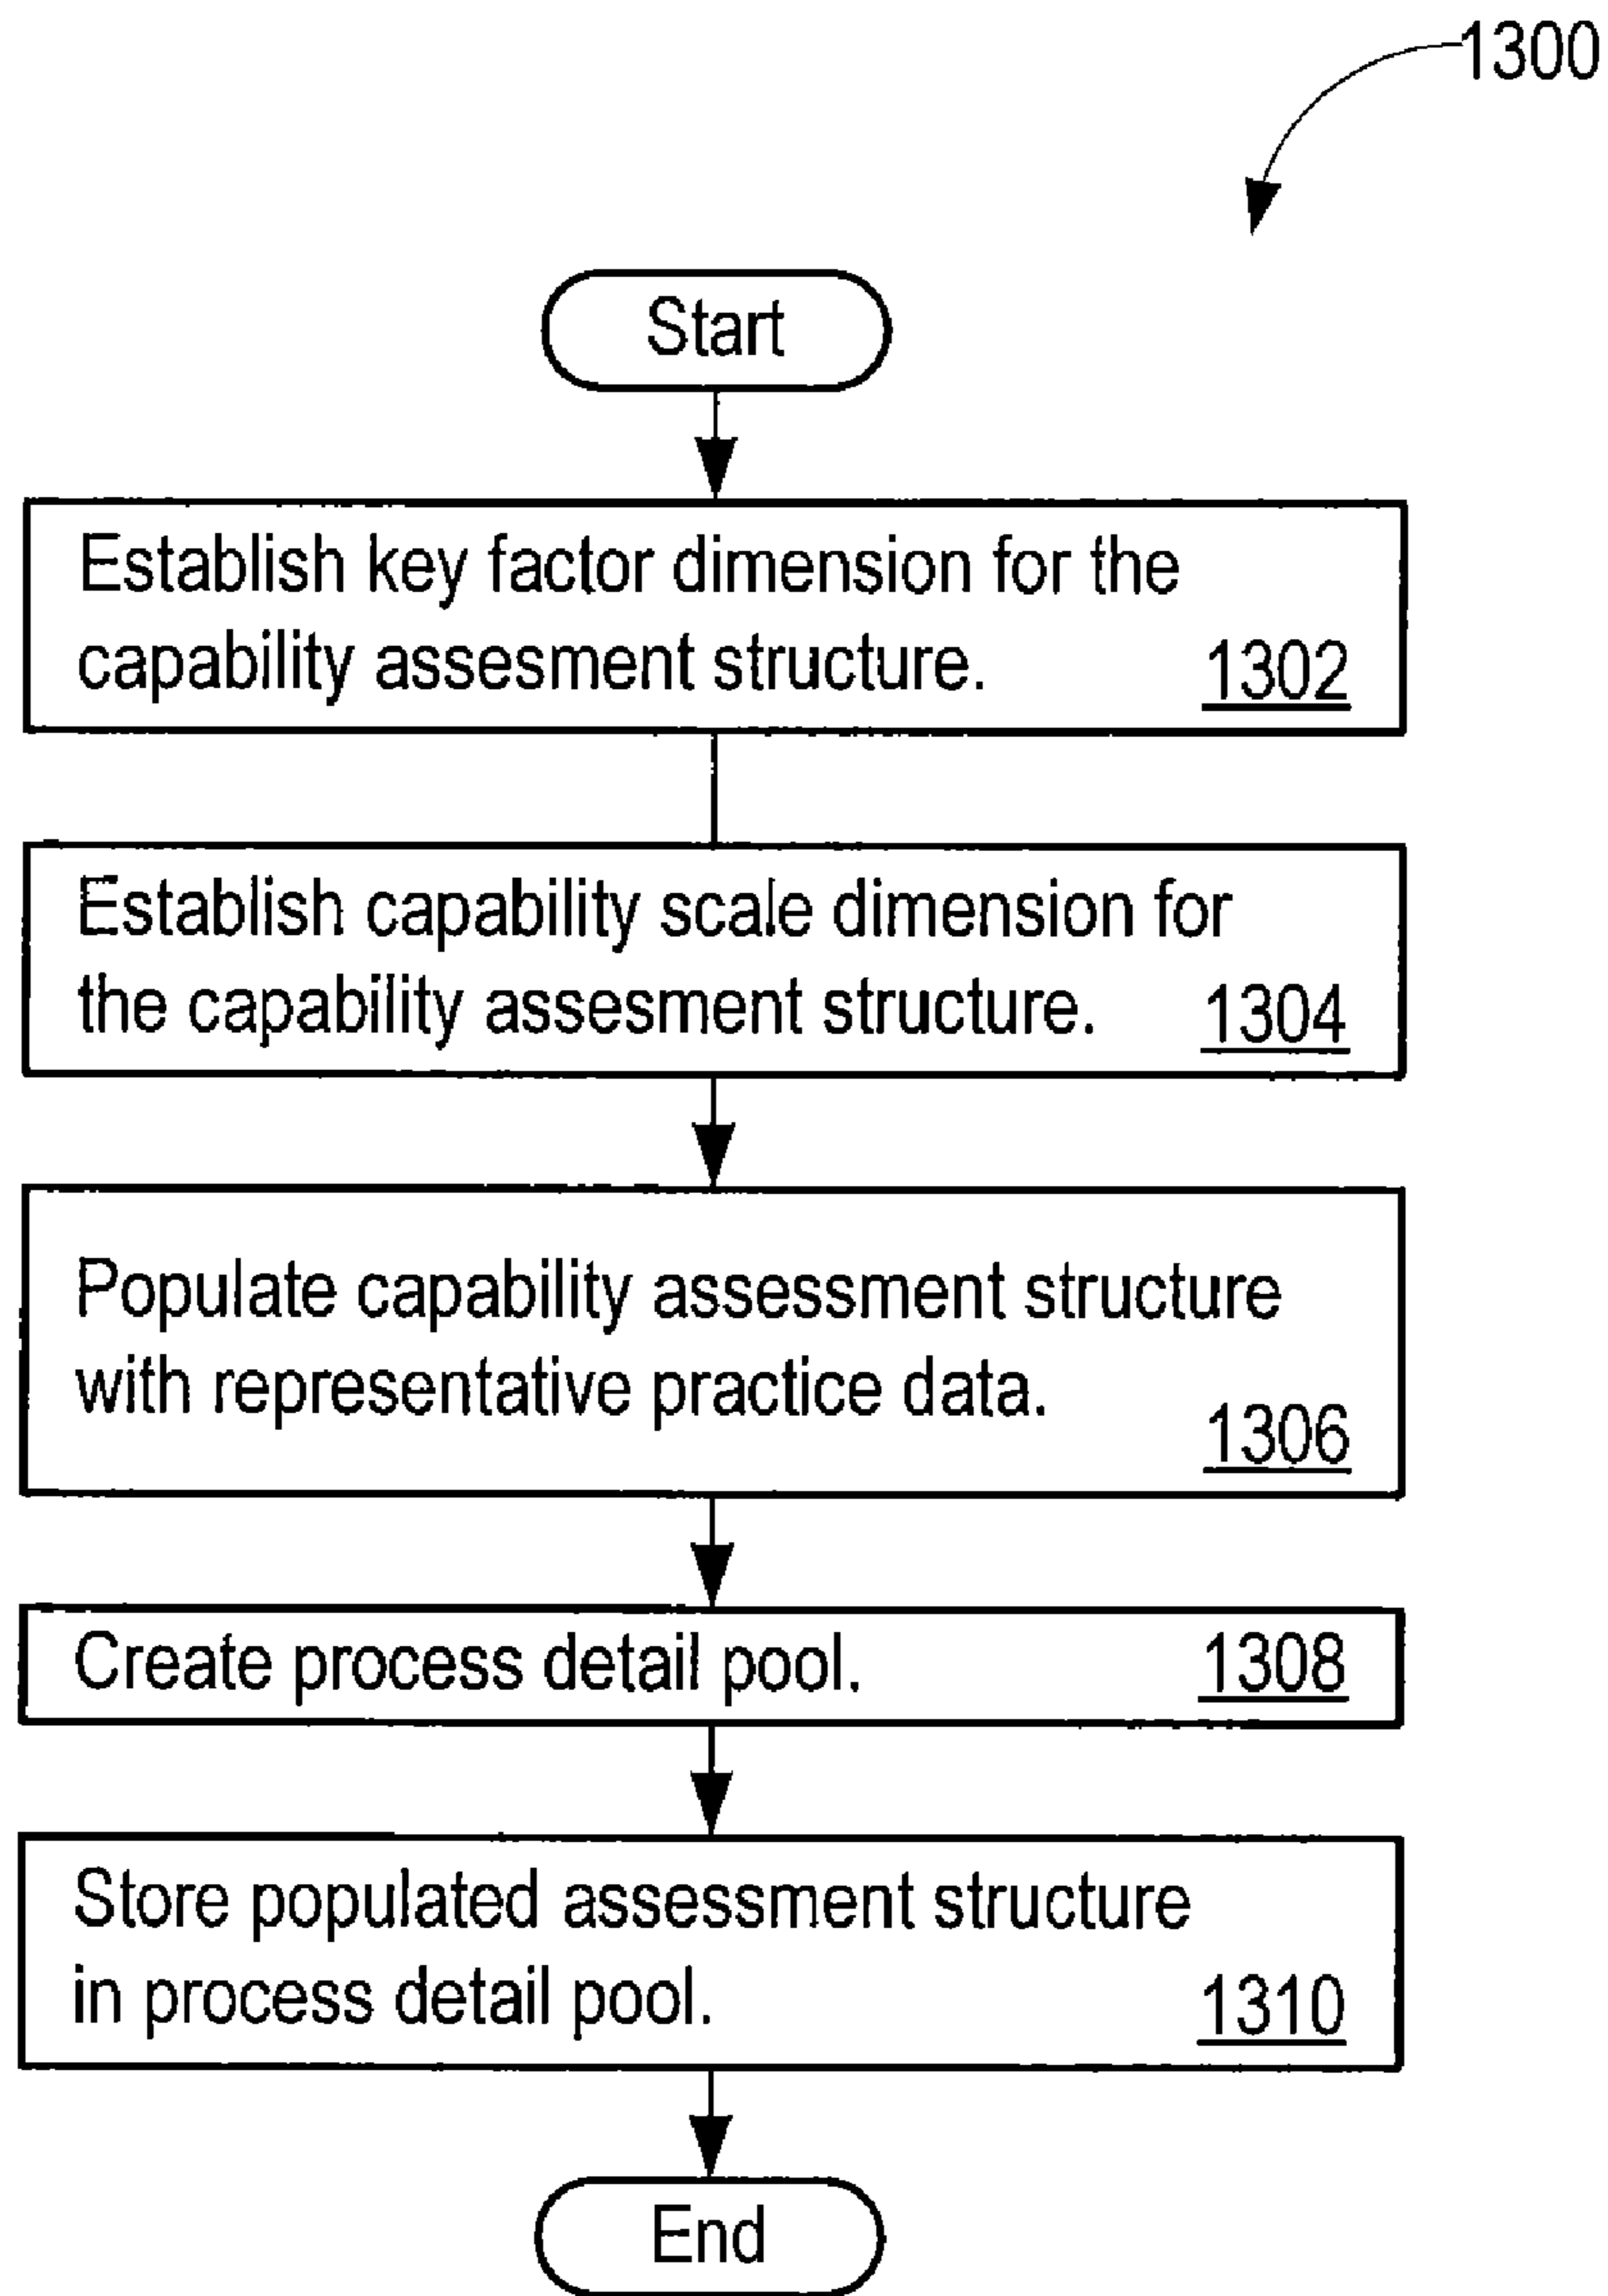 1300
Start
Establish key factor dimension for the
capability assesment structure. 1302
Establish capability scale dimension for
the capability assesment structure. 1304
Populate capability assessment structure
with representative practice data.
1306
Create process detail pool. 1308
Store populated assessment structure
in process detail pool. 1310
End